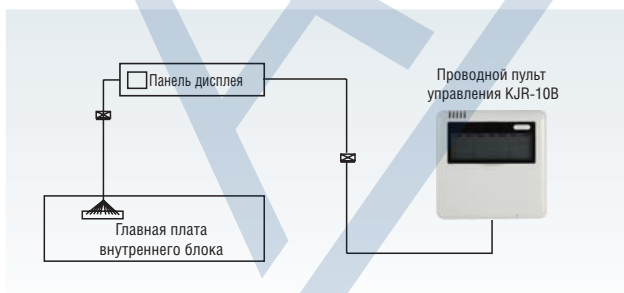 Панель дисплея
Проводной пульт
управления KJR-10B
Главная плата
внутреннего блока